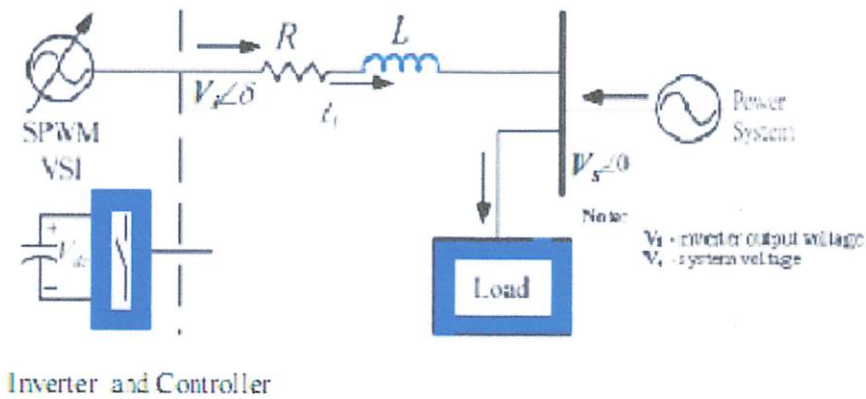 R
L
SPWM
VSI
Vᵢ∠δ
iᵢ
Power
System
Vₛ∠0
+
V_dc
−
Load
Note:
Vᵢ - inverter output voltage
Vₛ - system voltage
Inverter and Controller